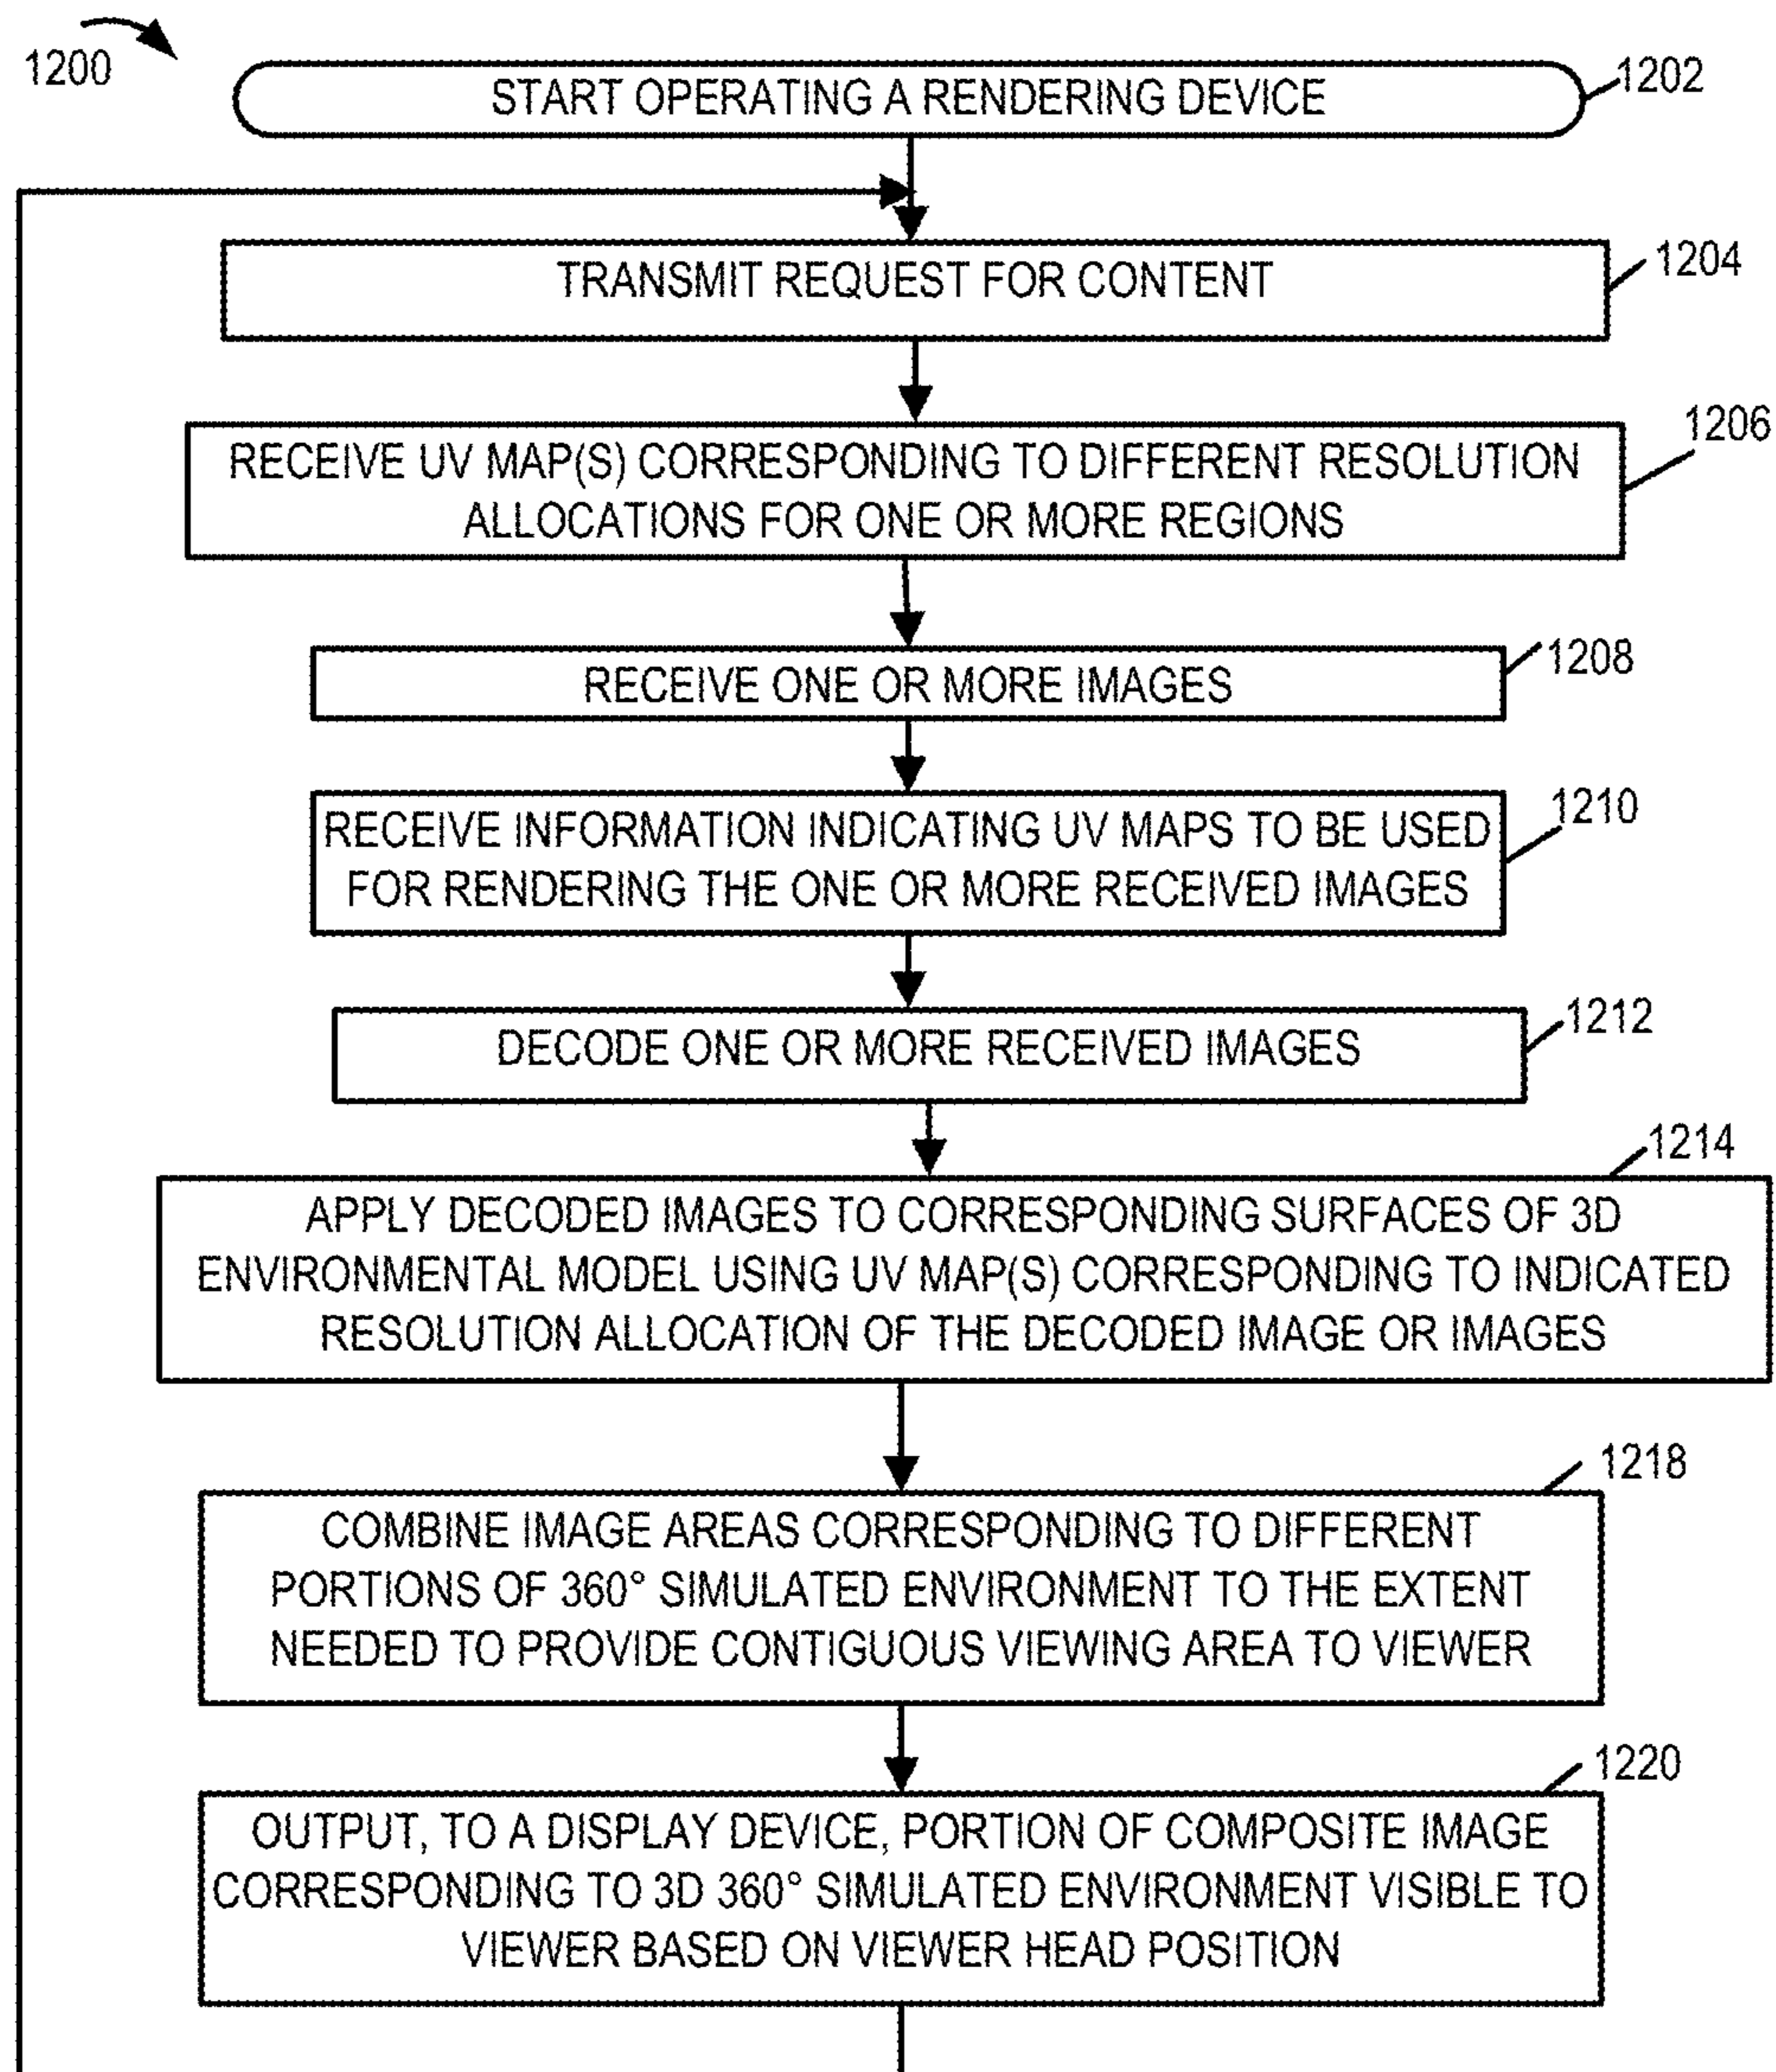 1200
START OPERATING A RENDERING DEVICE
1202
TRANSMIT REQUEST FOR CONTENT
1204
RECEIVE UV MAP(S) CORRESPONDING TO DIFFERENT RESOLUTION
ALLOCATIONS FOR ONE OR MORE REGIONS
1206
RECEIVE ONE OR MORE IMAGES
1208
RECEIVE INFORMATION INDICATING UV MAPS TO BE USED
FOR RENDERING THE ONE OR MORE RECEIVED IMAGES
1210
DECODE ONE OR MORE RECEIVED IMAGES
1212
1214
APPLY DECODED IMAGES TO CORRESPONDING SURFACES OF 3D
ENVIRONMENTAL MODEL USING UV MAP(S) CORRESPONDING TO INDICATED
RESOLUTION ALLOCATION OF THE DECODED IMAGE OR IMAGES
1218
COMBINE IMAGE AREAS CORRESPONDING TO DIFFERENT
PORTIONS OF 360° SIMULATED ENVIRONMENT TO THE EXTENT
NEEDED TO PROVIDE CONTIGUOUS VIEWING AREA TO VIEWER
1220
OUTPUT, TO A DISPLAY DEVICE, PORTION OF COMPOSITE IMAGE
CORRESPONDING TO 3D 360° SIMULATED ENVIRONMENT VISIBLE TO
VIEWER BASED ON VIEWER HEAD POSITION